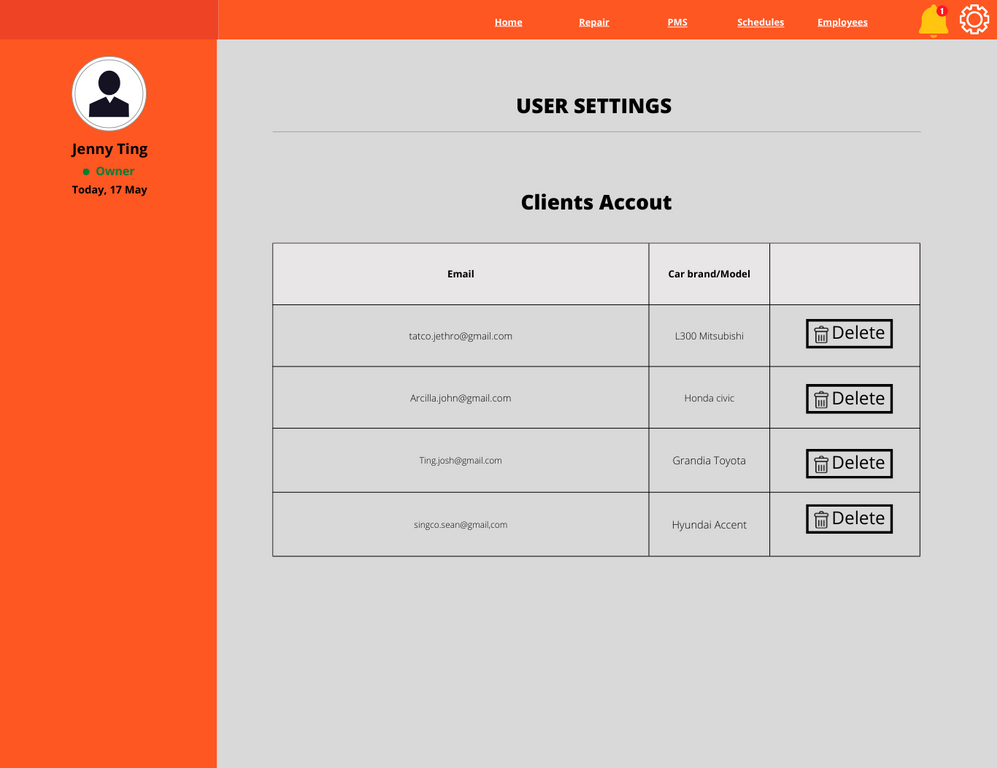 Home Repair PMS Schedules Employees 1
Jenny Ting
Owner
Today, 17 May
USER SETTINGS
Clients Accout
Email Car brand/Model
tatco.jethro@gmail.com L300 Mitsubishi Delete
Arcilla.john@gmail.com Honda civic Delete
Ting.josh@gmail.com Grandia Toyota Delete
singco.sean@gmail,com Hyundai Accent Delete